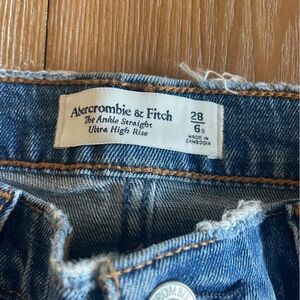 Abercrombie & Fitch
The Ankle Straight
Ultra High Rise
28
6S
MADE IN
CAMBODIA